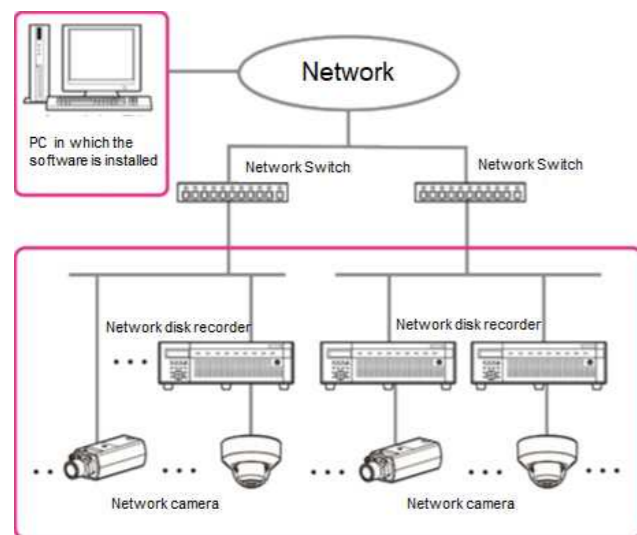 Network
PC in which the
software is installed
Network Switch
Network Switch
Network disk recorder
Network disk recorder
Network camera
Network camera